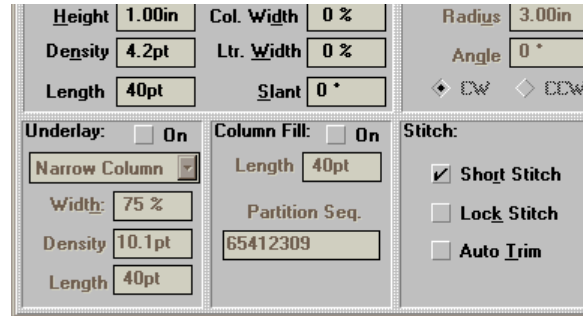 Height 1.00in Col. Width 0 % Radius 3.00in
Density 4.2pt Ltr. Width 0 % Angle 0 °
Length 40pt Slant 0 ° CW CCW
Underlay: On Column Fill: On Stitch:
Narrow Column Length 40pt Short Stitch
Width: 75 % Partition Seq. Lock Stitch
Density 10.1pt 65412309 Auto Trim
Length 40pt